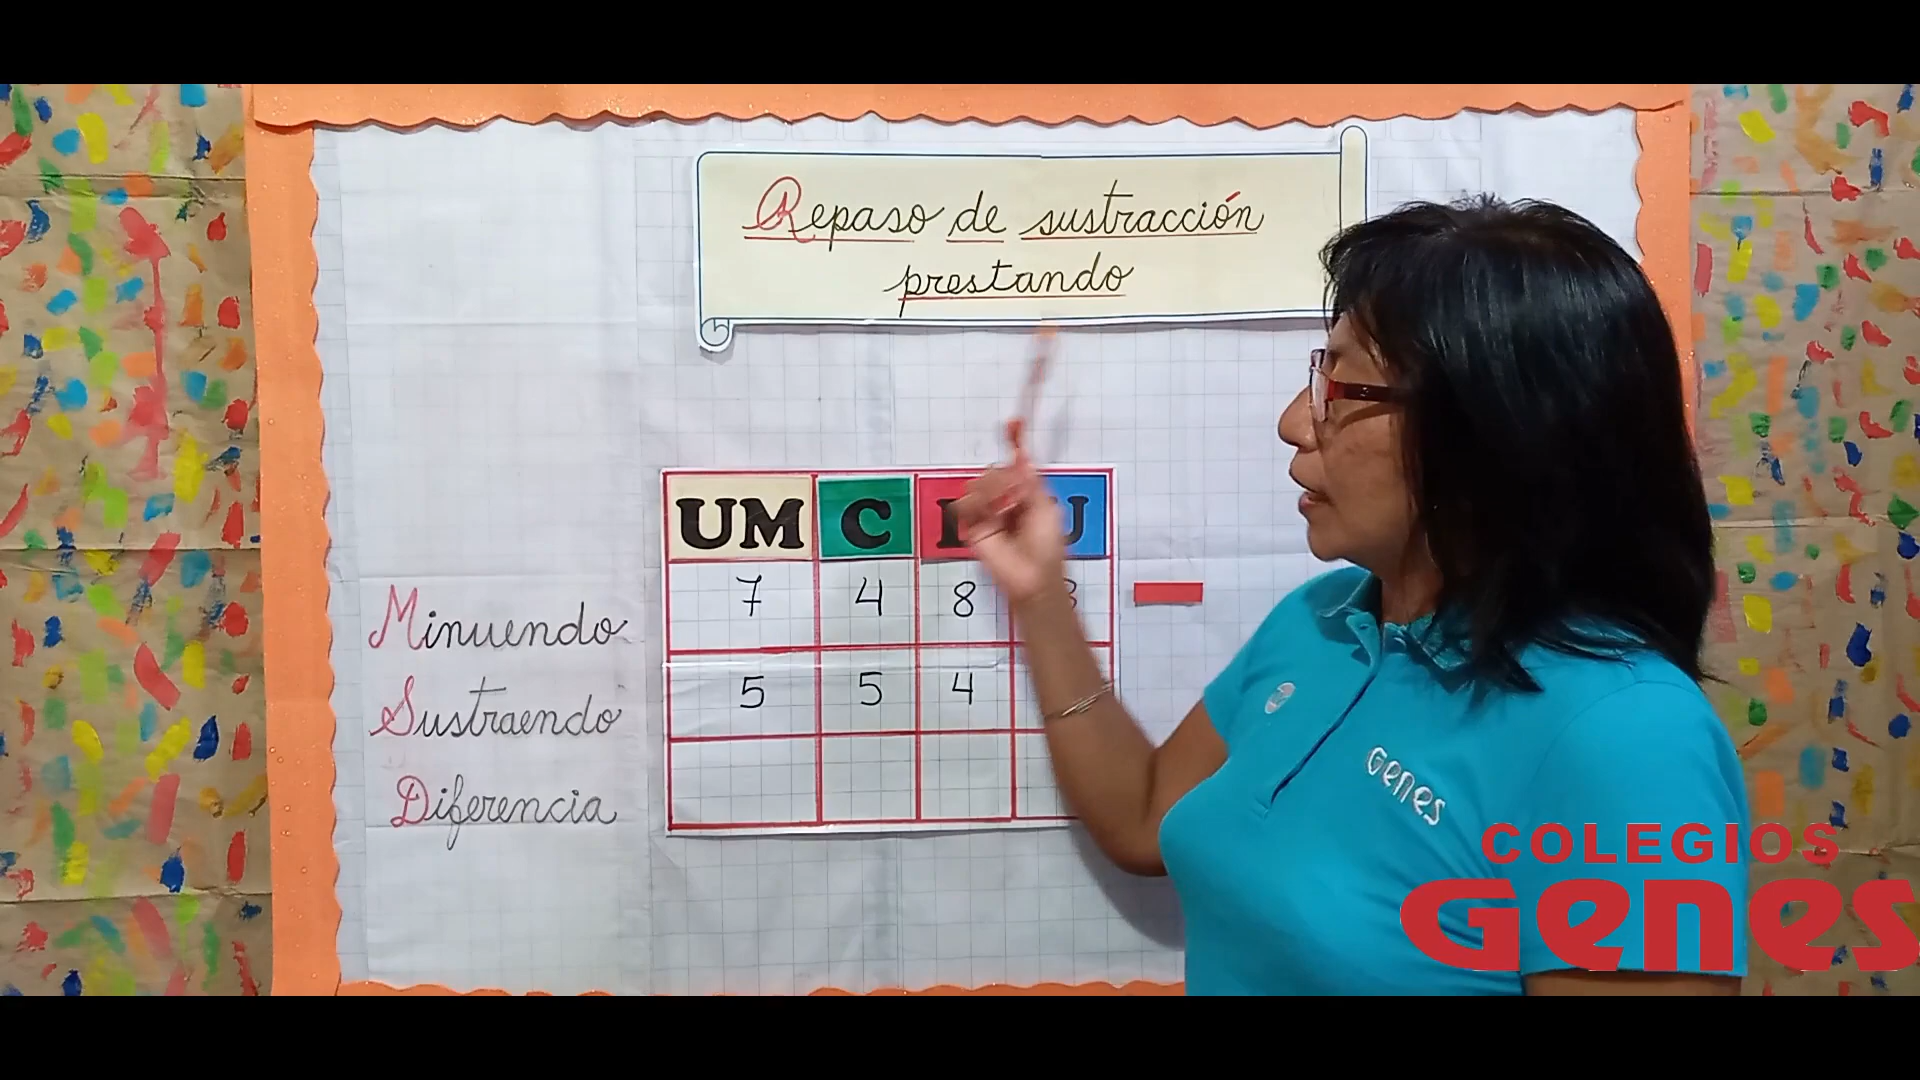 Repaso de sustracción
prestando
UM C U
7 4 8
Minuendo
5 5 4
Sustraendo
Diferencia
Genes
COLEGIOS
Genes